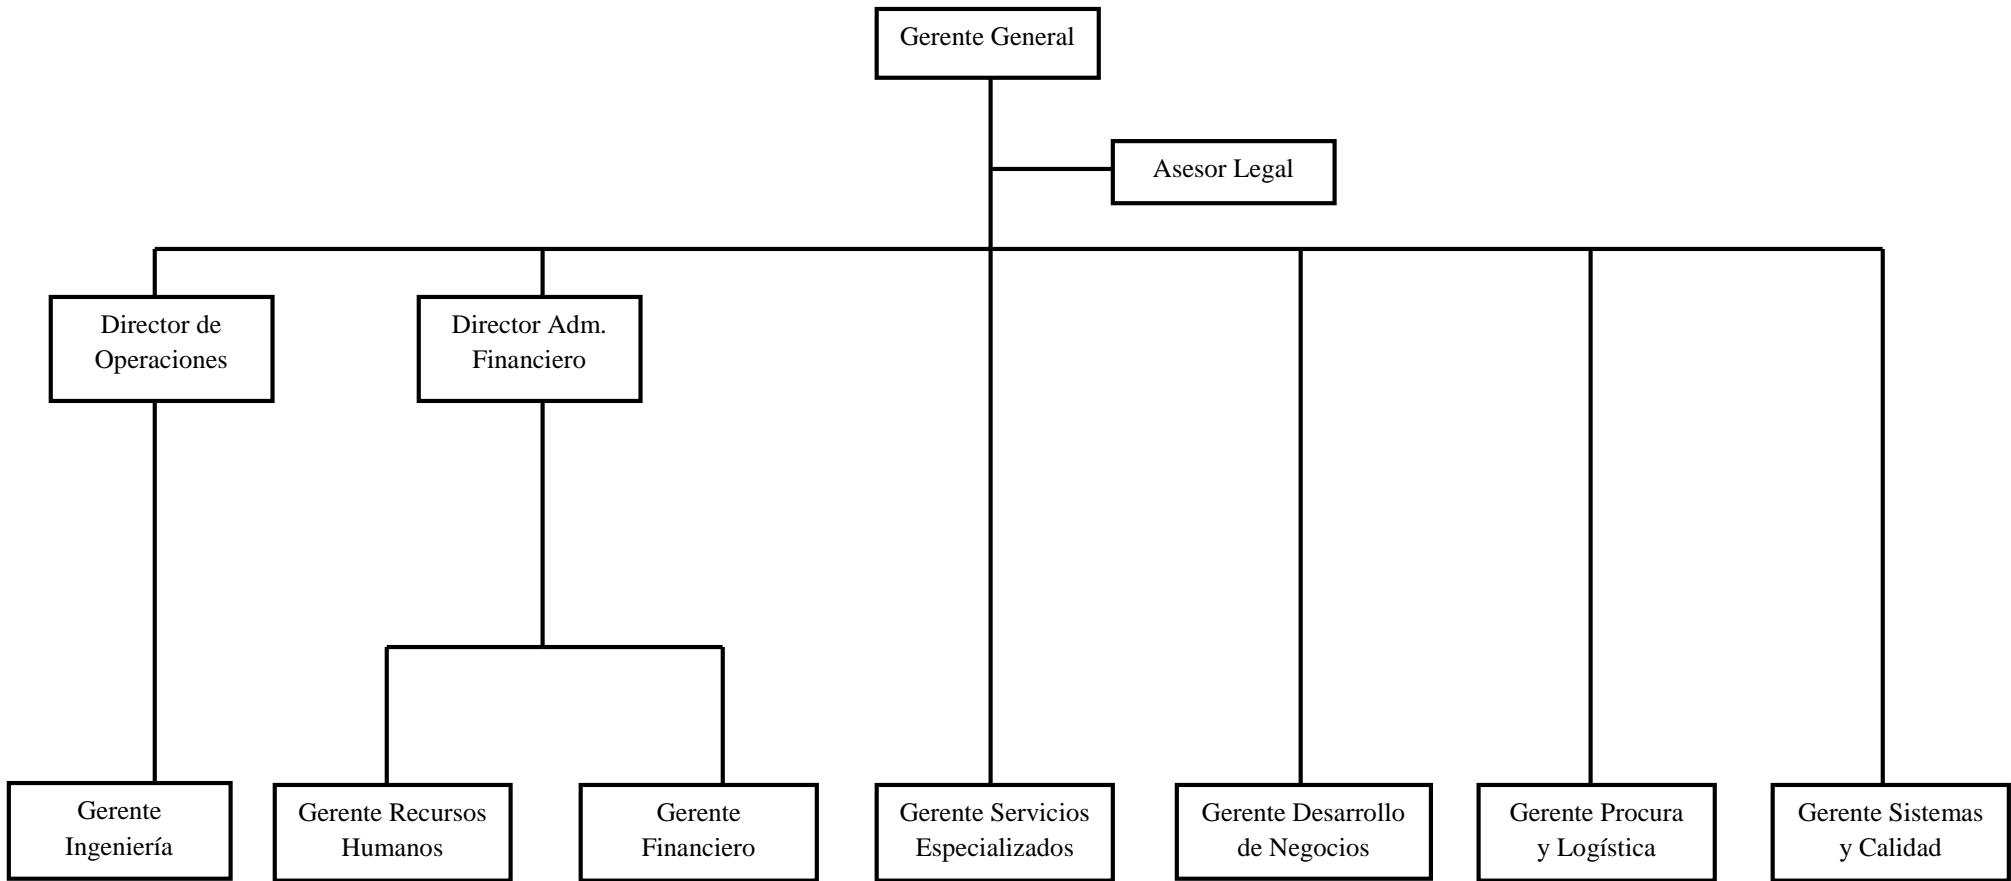 Gerente General
Asesor Legal
Director de
Operaciones
Director Adm.
Financiero
Gerente
Ingeniería
Gerente Recursos
Humanos
Gerente
Financiero
Gerente Servicios
Especializados
Gerente Desarrollo
de Negocios
Gerente Procura
y Logística
Gerente Sistemas
y Calidad